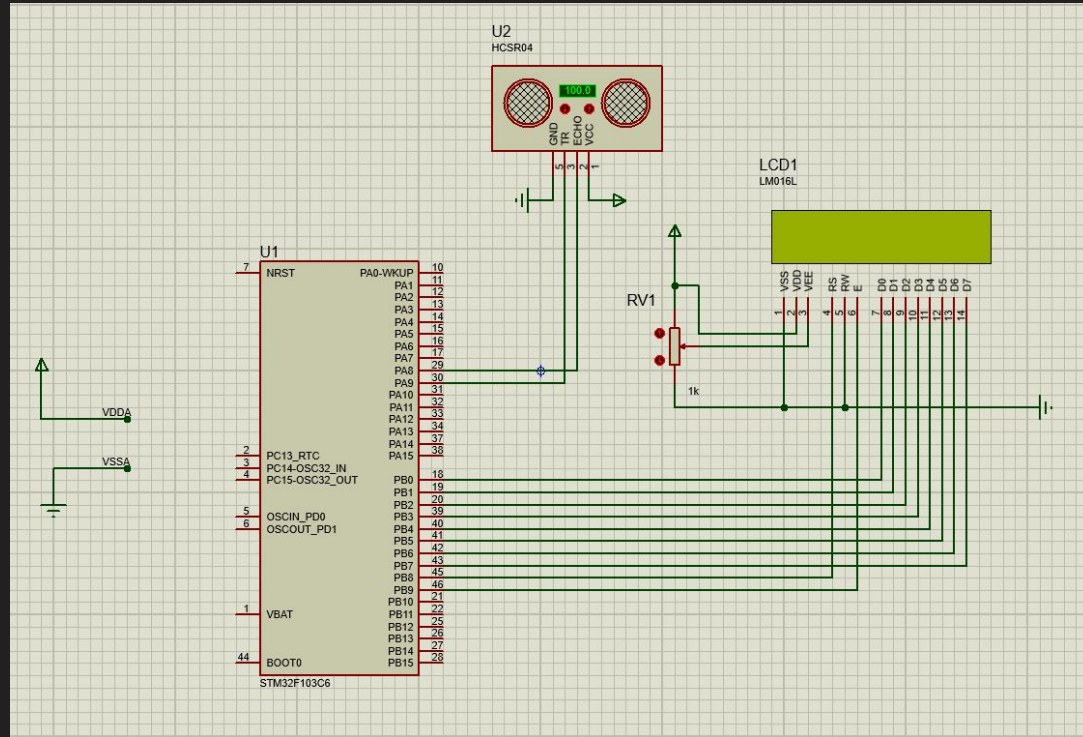 U2
HCSR04
100.0
GND
TR
ECHO
VCC
5
3
2
1
LCD1
LM016L
VSS
VDD
VEE
RS
RW
E
D0
D1
D2
D3
D4
D5
D6
D7
1
2
3
4
5
6
7
8
9
10
11
12
13
14
RV1
1k
U1
7 NRST PA0-WKUP 10
PA1 11
PA2 12
PA3 13
PA4 14
PA5 15
PA6 16
PA7 17
PA8 29
PA9 30
PA10 31
PA11 32
PA12 33
PA13 34
PA14 37
2 PC13_RTC PA15 38
3 PC14-OSC32_IN
4 PC15-OSC32_OUT PB0 18
PB1 19
PB2 20
5 OSCIN_PD0 PB3 39
6 OSCOUT_PD1 PB4 40
PB5 41
PB6 42
PB7 43
PB8 45
PB9 46
PB10 21
1 VBAT PB11 22
PB12 25
PB13 26
PB14 27
44 BOOT0 PB15 28
STM32F103C6
VDDA
VSSA